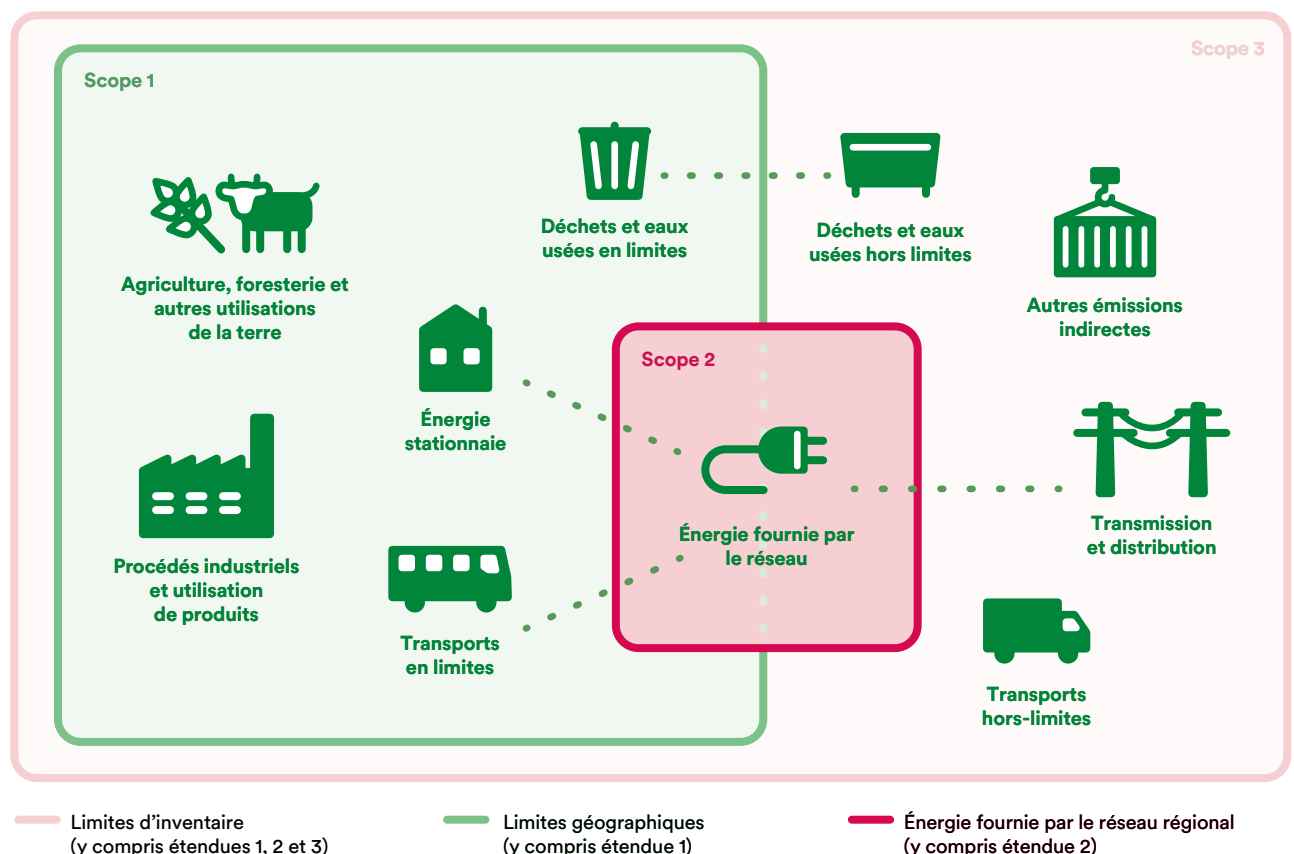 Scope 3
Scope 1
Déchets et eaux
usées en limites
Déchets et eaux
usées hors limites
Agriculture, foresterie et
autres utilisations
de la terre
Autres émissions
indirectes
Scope 2
Énergie
stationnaie
Énergie fournie par
le réseau
Transmission
et distribution
Procédés industriels
et utilisation
de produits
Transports
en limites
Transports
hors-limites
Limites d’inventaire
(y compris étendues 1, 2 et 3)
Limites géographiques
(y compris étendue 1)
Énergie fournie par le réseau régional
(y compris étendue 2)